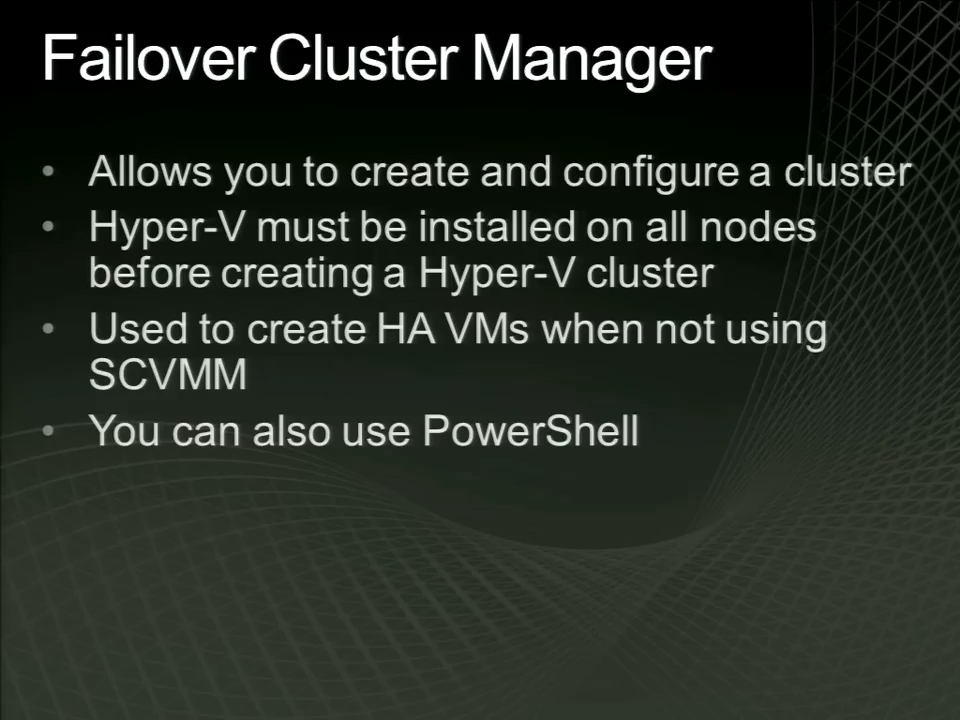 Failover Cluster Manager
• Allows you to create and configure a cluster
• Hyper-V must be installed on all nodes
before creating a Hyper-V cluster
• Used to create HA VMs when not using
SCVMM
• You can also use PowerShell